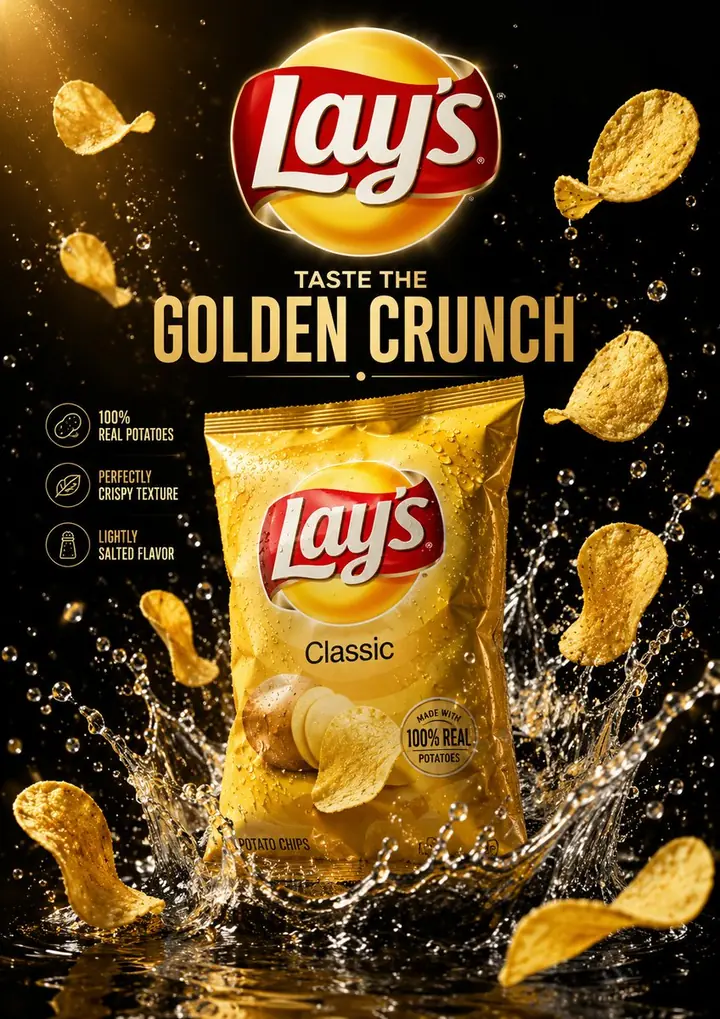 Lay's
®
TASTE THE
GOLDEN CRUNCH
100%
REAL POTATOES
PERFECTLY
CRISPY TEXTURE
LIGHTLY
SALTED FLAVOR
Lay's
®
Classic
MADE WITH
100% REAL
POTATOES
POTATO CHIPS